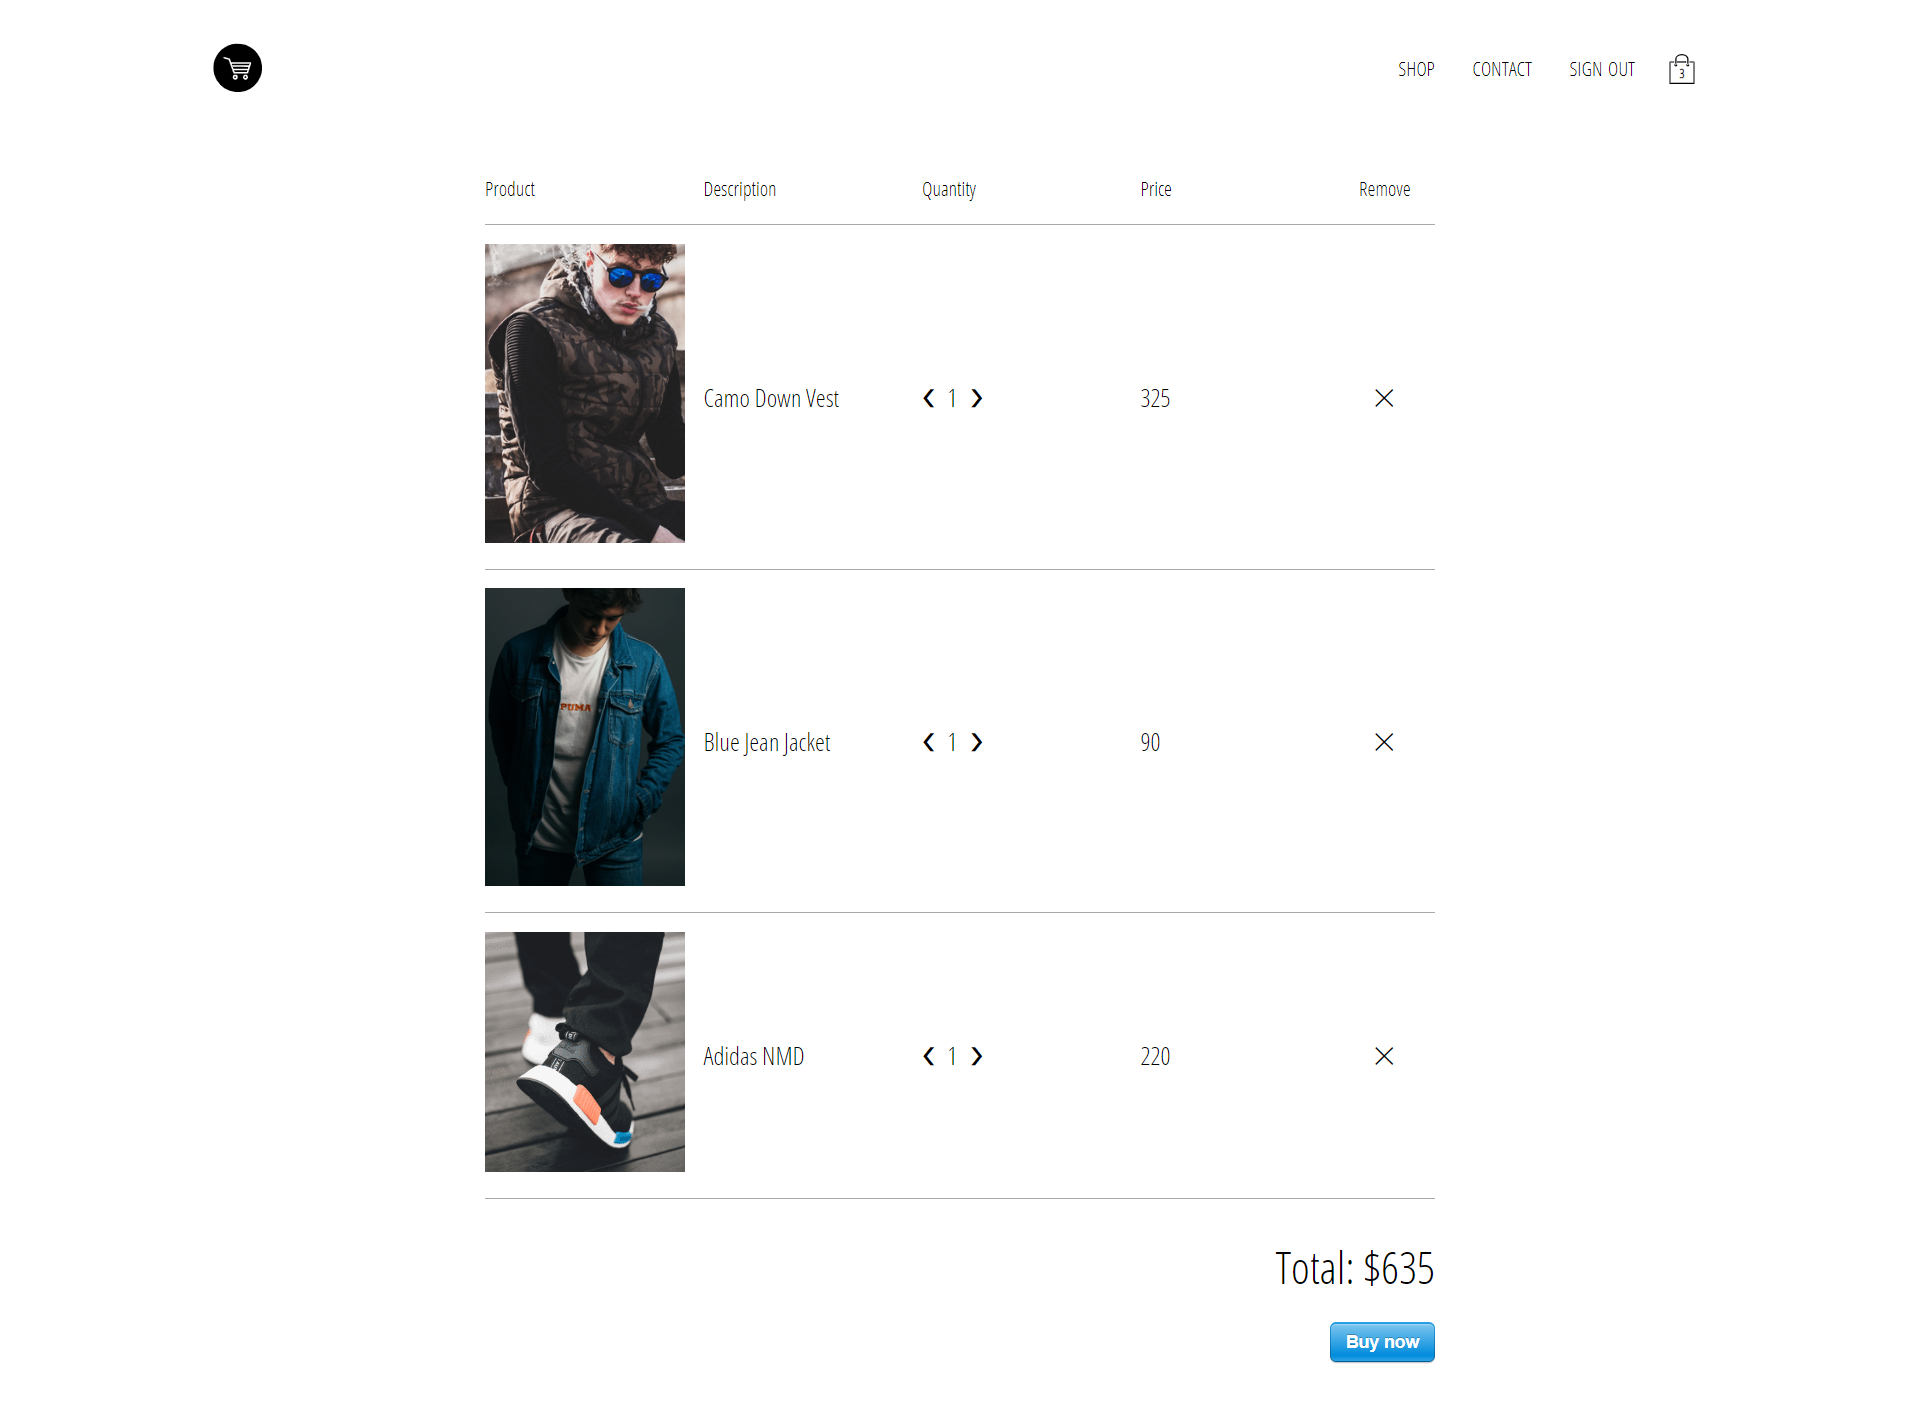 SHOP CONTACT SIGN OUT 3
Product Description Quantity Price Remove
Camo Down Vest ❮ 1 ❯ 325 ✕
PUMA
Blue Jean Jacket ❮ 1 ❯ 90 ✕
Adidas NMD ❮ 1 ❯ 220 ✕
Total: $635
Buy now